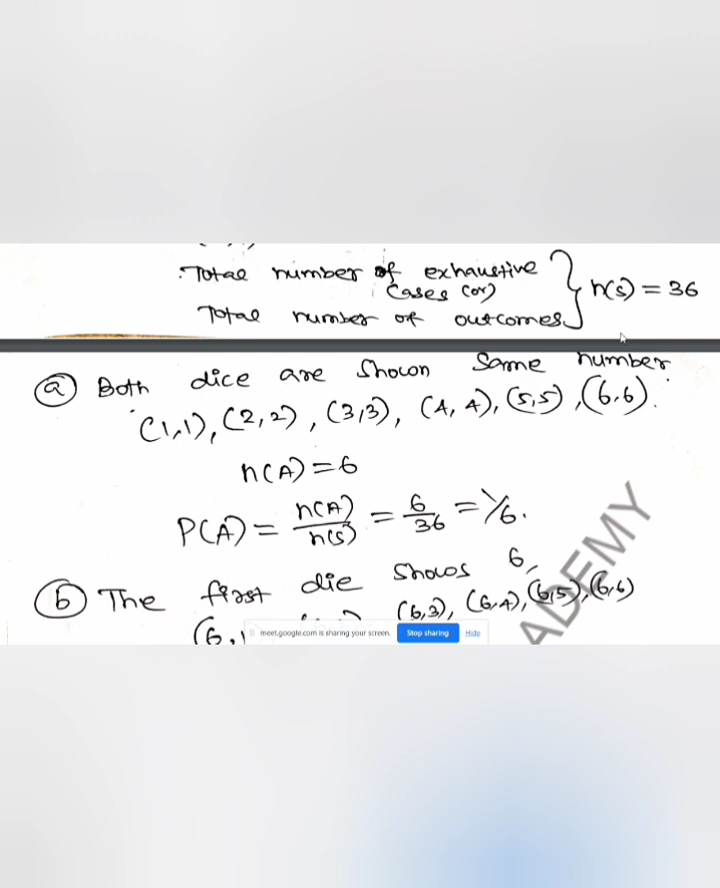 Total number of exhaustive
Cases (or)
Total number of outcomes
n(s) = 36
(a) Both dice are shown same number
(1,1), (2,2), (3,3), (4,4), (5,5), (6,6).
n(A) = 6
P(A) = n(A)/n(s) = 6/36 = 1/6.
(b) The first die shows 6,
(6,1 (6,3), (6,4), (6,5), (6,6)
meet.google.com is sharing your screen. Stop sharing Hide
ADEMY